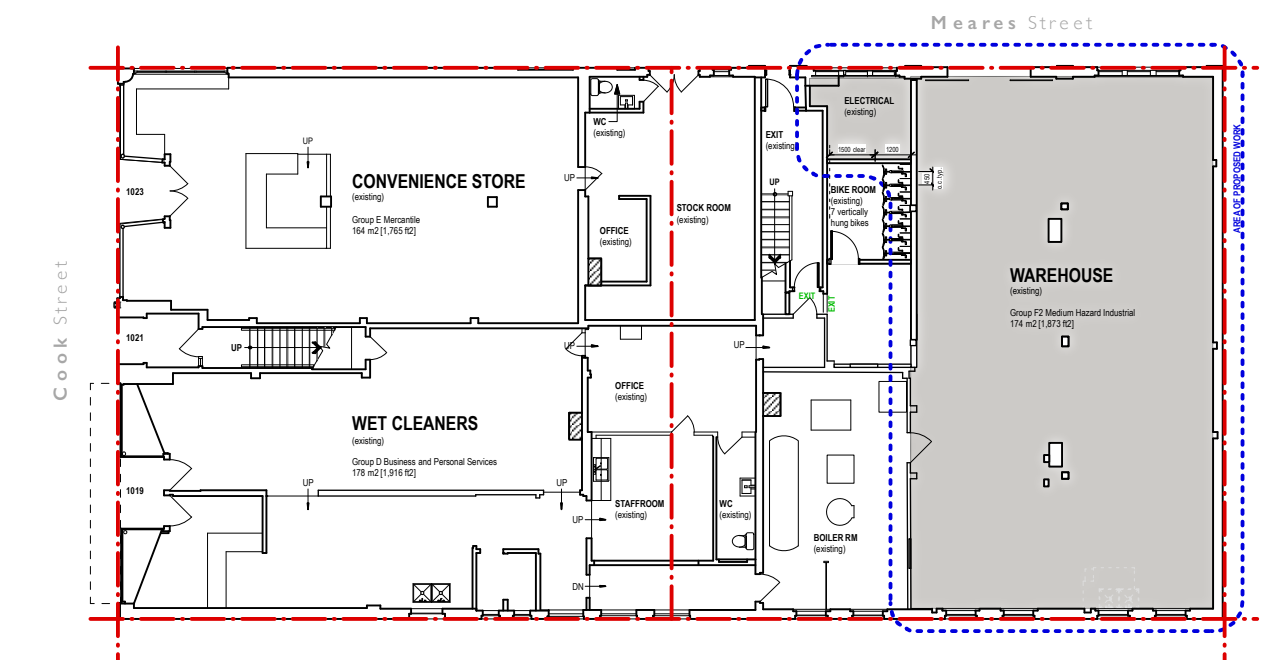 Meares Street
Cook Street
AREA OF PROPOSED WORK
1023
UP
CONVENIENCE STORE
(existing)
Group E Mercantile
164 m2 [1,765 ft2]
WC
(existing)
UP
OFFICE
(existing)
STOCK ROOM
(existing)
EXIT
(existing)
UP
ELECTRICAL
(existing)
1500 clear
1200
450
o.c. typ.
BIKE ROOM
(existing)
7 vertically
hung bikes
EXIT
EXIT
WAREHOUSE
(existing)
Group F2 Medium Hazard Industrial
174 m2 [1,873 ft2]
1021
UP
UP
UP
OFFICE
(existing)
WET CLEANERS
(existing)
Group D Business and Personal Services
178 m2 [1,916 ft2]
1019
UP
UP
UP
STAFFROOM
(existing)
WC
(existing)
BOILER RM
(existing)
DN